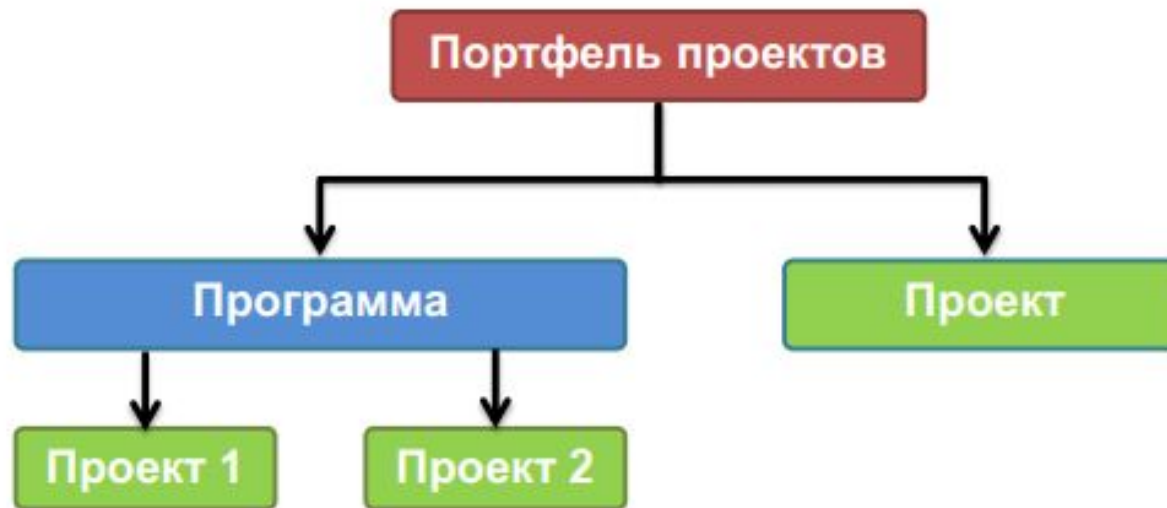 Портфель проектов
Программа
Проект
Проект 1
Проект 2